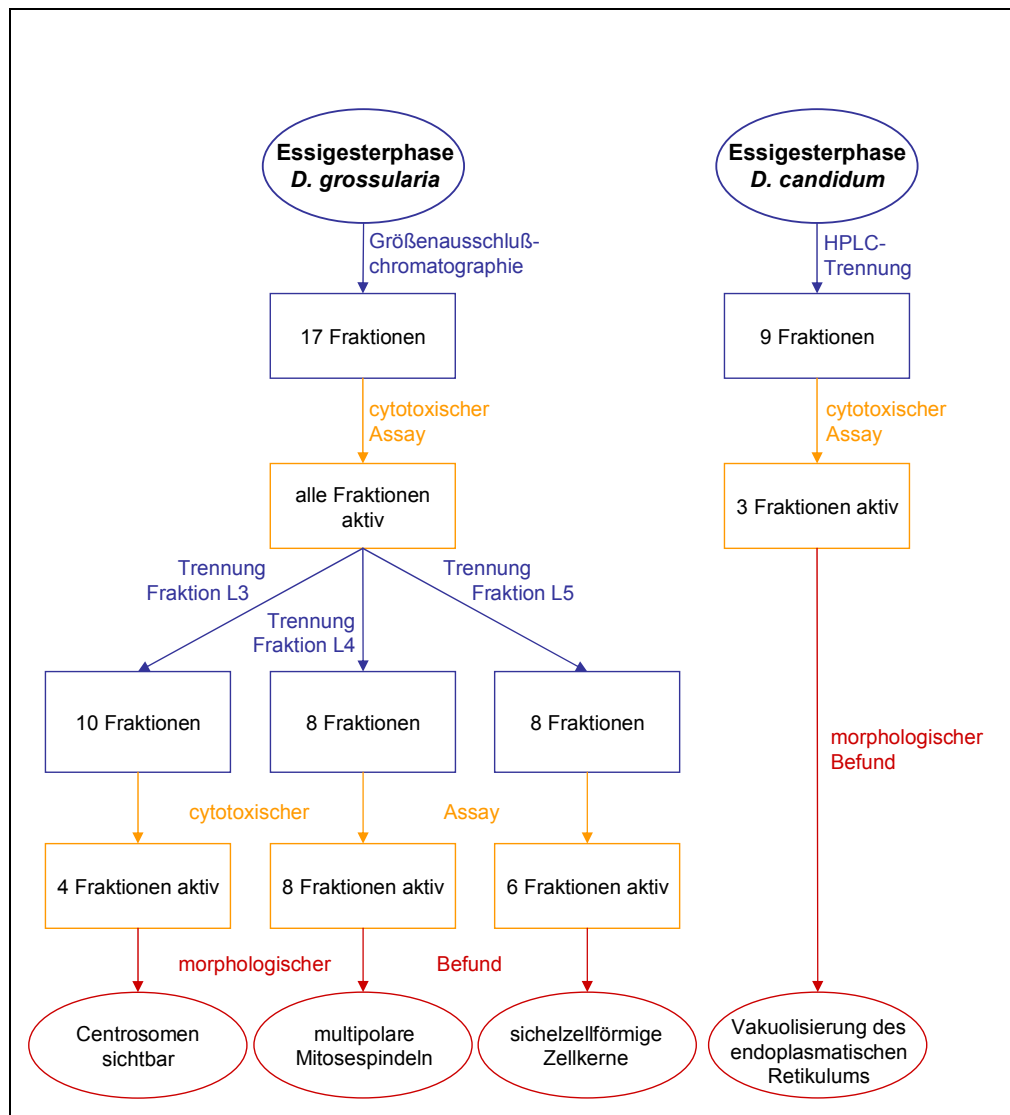 Essigesterphase
D. grossularia
Essigesterphase
D. candidum
Größenausschluß-
chromatographie
HPLC-
Trennung
17 Fraktionen
9 Fraktionen
cytotoxischer
Assay
cytotoxischer
Assay
alle Fraktionen
aktiv
3 Fraktionen aktiv
Trennung
Fraktion L3
Trennung
Fraktion L4
Trennung
Fraktion L5
10 Fraktionen
8 Fraktionen
8 Fraktionen
morphologischer
Befund
cytotoxischer
Assay
4 Fraktionen aktiv
8 Fraktionen aktiv
6 Fraktionen aktiv
morphologischer
Befund
Centrosomen
sichtbar
multipolare
Mitosespindeln
sichelzellförmige
Zellkerne
Vakuolisierung des
endoplasmatischen
Retikulums